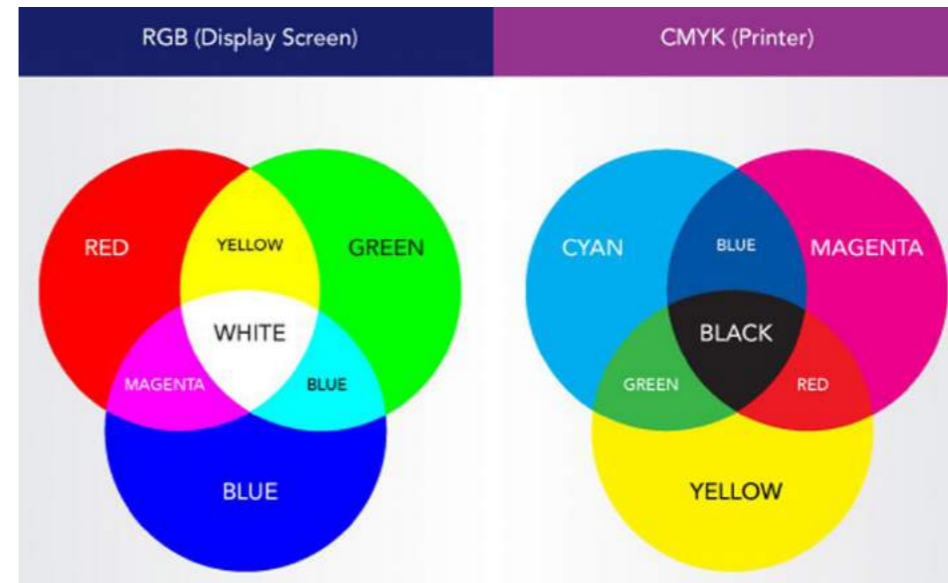 RGB (Display Screen)
RED
YELLOW
GREEN
WHITE
MAGENTA
BLUE
BLUE
CMYK (Printer)
CYAN
BLUE
MAGENTA
BLACK
GREEN
RED
YELLOW